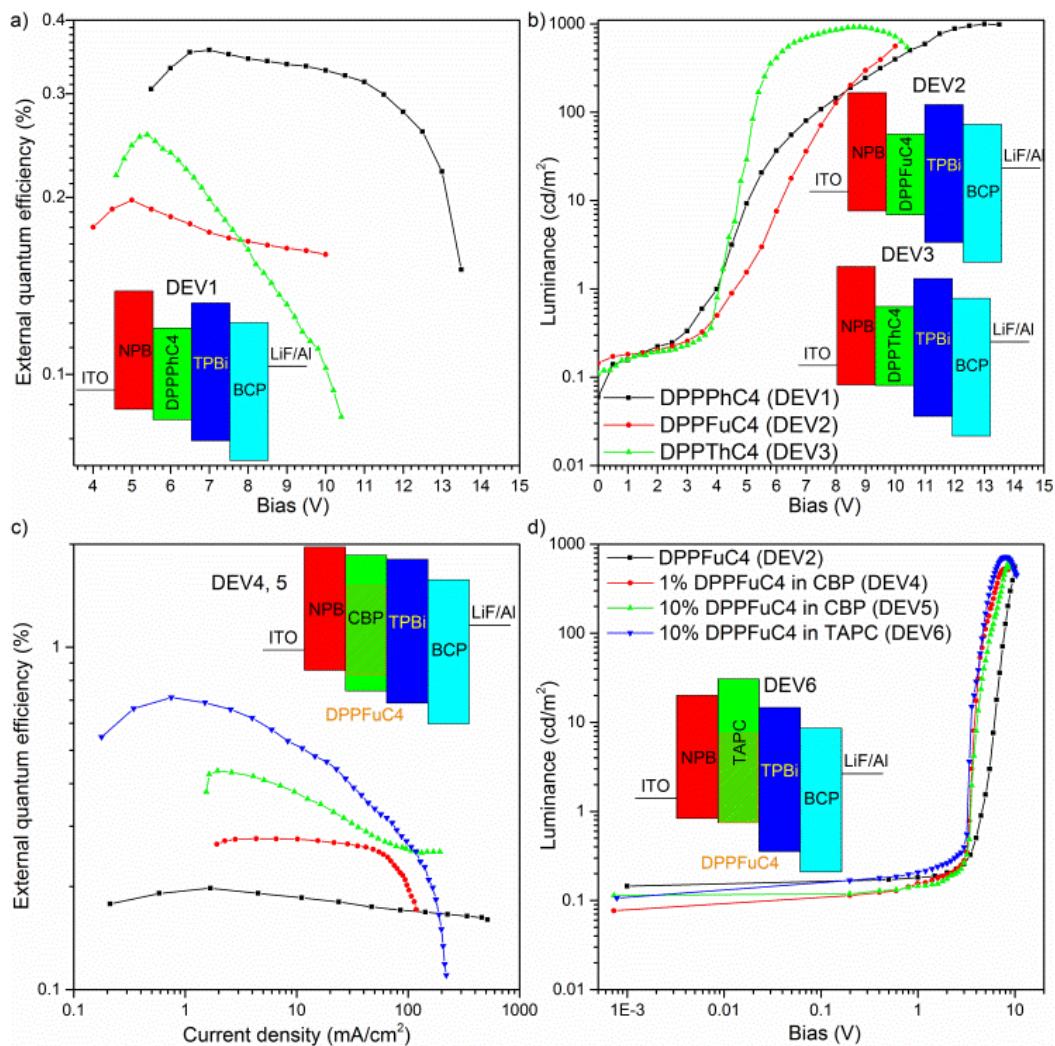 a)
External quantum efficiency (%)
0.4
0.3
0.2
0.1
DEV1
NPB
DPPPhC4
TPBi
BCP
ITO
LiF/Al
4 5 6 7 8 9 10 11 12 13 14 15
Bias (V)
b)
Luminance (cd/m²)
1000
100
10
1
0.1
0.01
DEV2
NPB
DPPFuC4
TPBi
BCP
ITO
LiF/Al
DEV3
NPB
DPPThC4
TPBi
BCP
ITO
LiF/Al
DPPPhC4 (DEV1)
DPPFuC4 (DEV2)
DPPThC4 (DEV3)
0 1 2 3 4 5 6 7 8 9 10 11 12 13 14 15
Bias (V)
c)
External quantum efficiency (%)
1
0.1
DEV4, 5
NPB
CBP
TPBi
BCP
ITO
LiF/Al
DPPFuC4
0.1 1 10 100 1000
Current density (mA/cm²)
d)
Luminance (cd/m²)
1000
100
10
1
0.1
0.01
DPPFuC4 (DEV2)
1% DPPFuC4 in CBP (DEV4)
10% DPPFuC4 in CBP (DEV5)
10% DPPFuC4 in TAPC (DEV6)
DEV6
NPB
TAPC
TPBi
BCP
ITO
LiF/Al
DPPFuC4
1E-3 0.01 0.1 1 10
Bias (V)